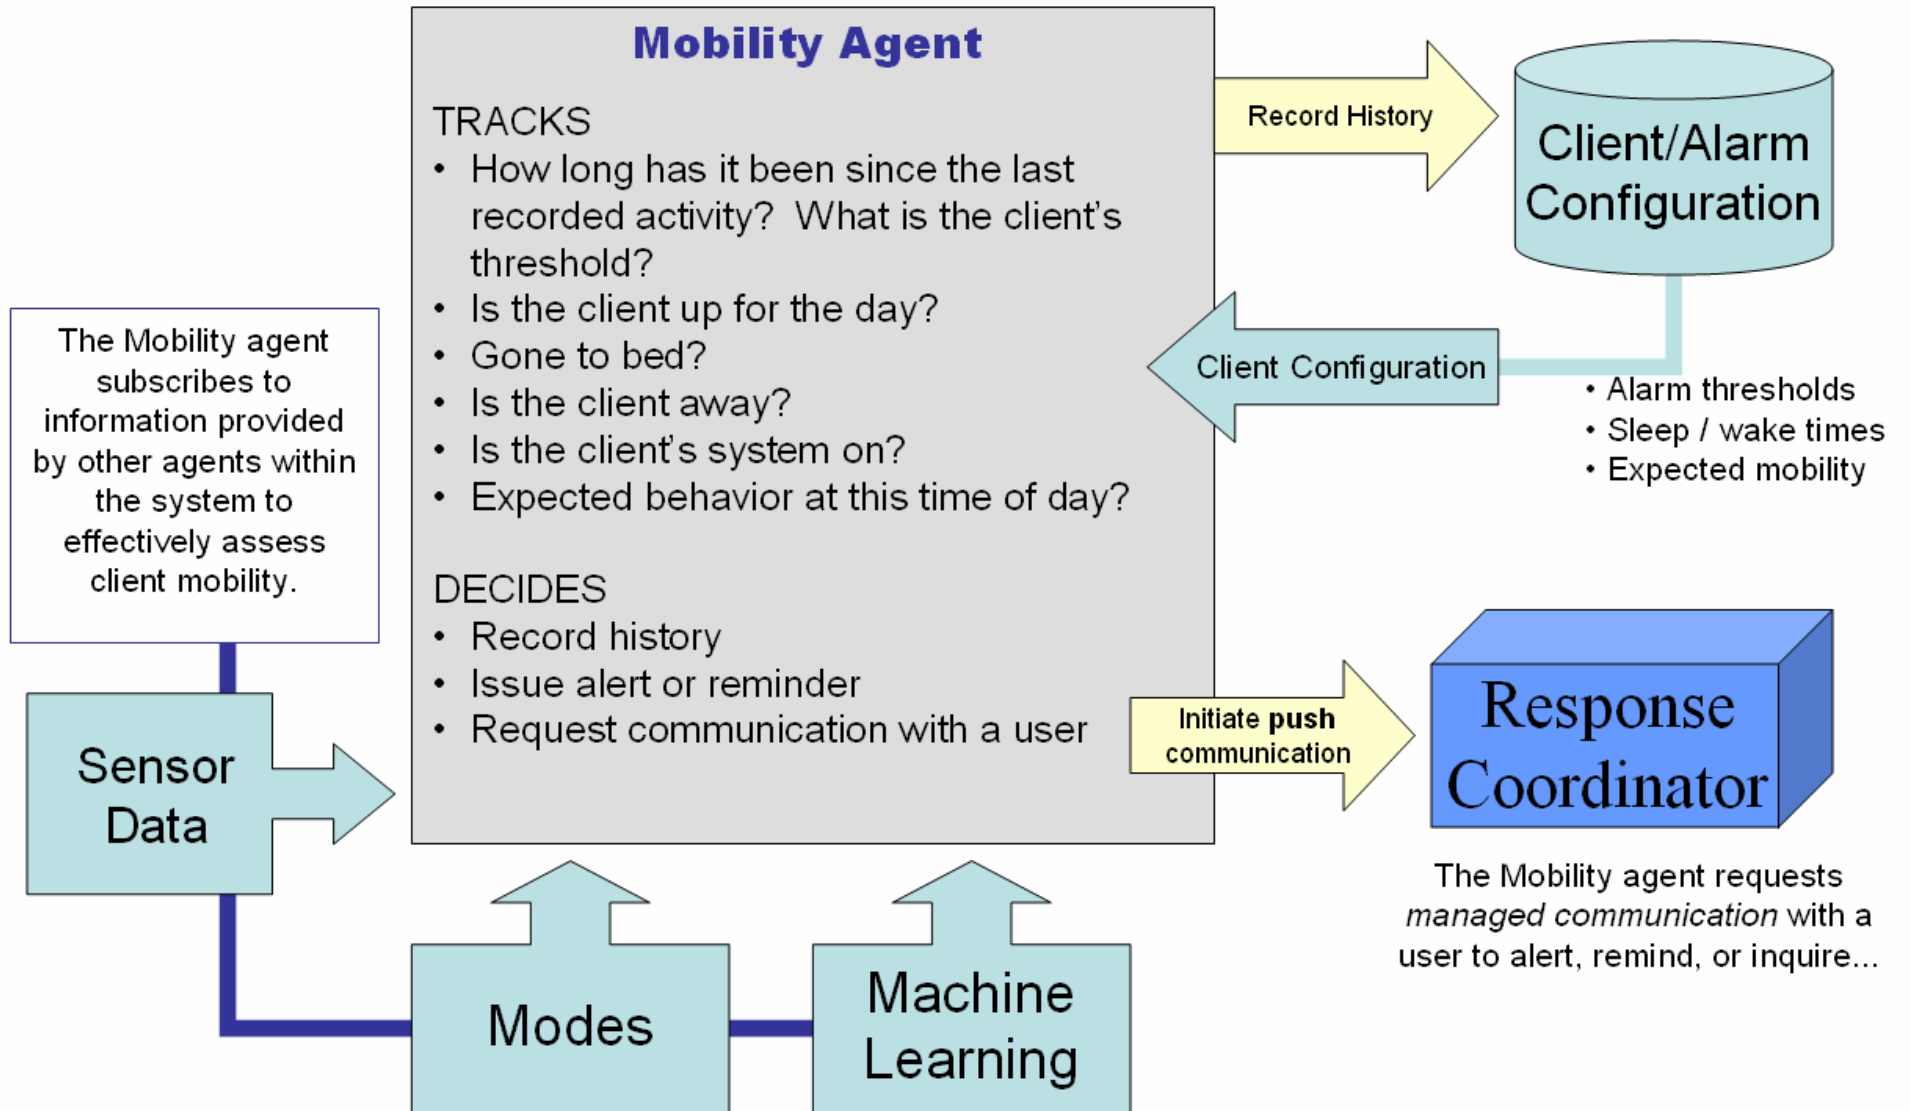 Mobility Agent
TRACKS
• How long has it been since the last
recorded activity? What is the client's
threshold?
• Is the client up for the day?
• Gone to bed?
• Is the client away?
• Is the client's system on?
• Expected behavior at this time of day?
DECIDES
• Record history
• Issue alert or reminder
• Request communication with a user
Record History
Client/Alarm
Configuration
Client Configuration
• Alarm thresholds
• Sleep / wake times
• Expected mobility
The Mobility agent
subscribes to
information provided
by other agents within
the system to
effectively assess
client mobility.
Sensor
Data
Modes
Machine
Learning
Initiate push
communication
Response
Coordinator
The Mobility agent requests
managed communication with a
user to alert, remind, or inquire...